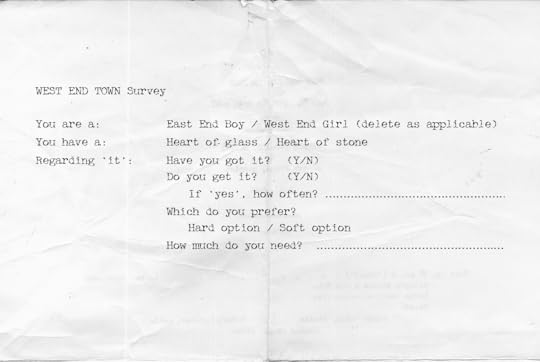 WEST END TOWN Survey
You are a: East End Boy / West End Girl (delete as applicable)
You have a: Heart of glass / Heart of stone
Regarding 'it': Have you got it? (Y/N)
Do you get it? (Y/N)
If 'yes', how often? ..............................................
Which do you prefer?
Hard option / Soft option
How much do you need? ................................................